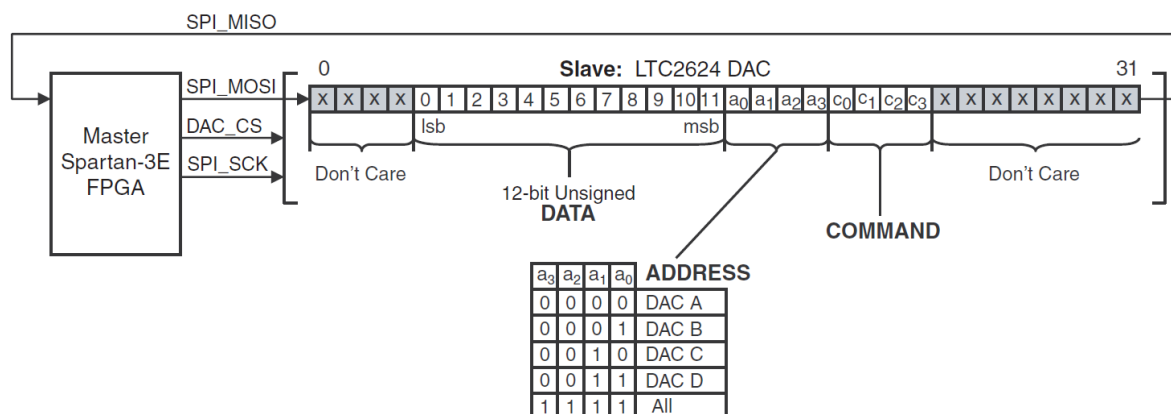 SPI_MISO
0 Slave: LTC2624 DAC 31
SPI_MOSI
X X X X 0 1 2 3 4 5 6 7 8 9 10 11 a0 a1 a2 a3 c0 c1 c2 c3 X X X X X X X X
DAC_CS
lsb msb
Master
Spartan-3E
FPGA
SPI_SCK
Don't Care
12-bit Unsigned
DATA
Don't Care
COMMAND
a3 a2 a1 a0 ADDRESS
0 0 0 0 DAC A
0 0 0 1 DAC B
0 0 1 0 DAC C
0 0 1 1 DAC D
1 1 1 1 All